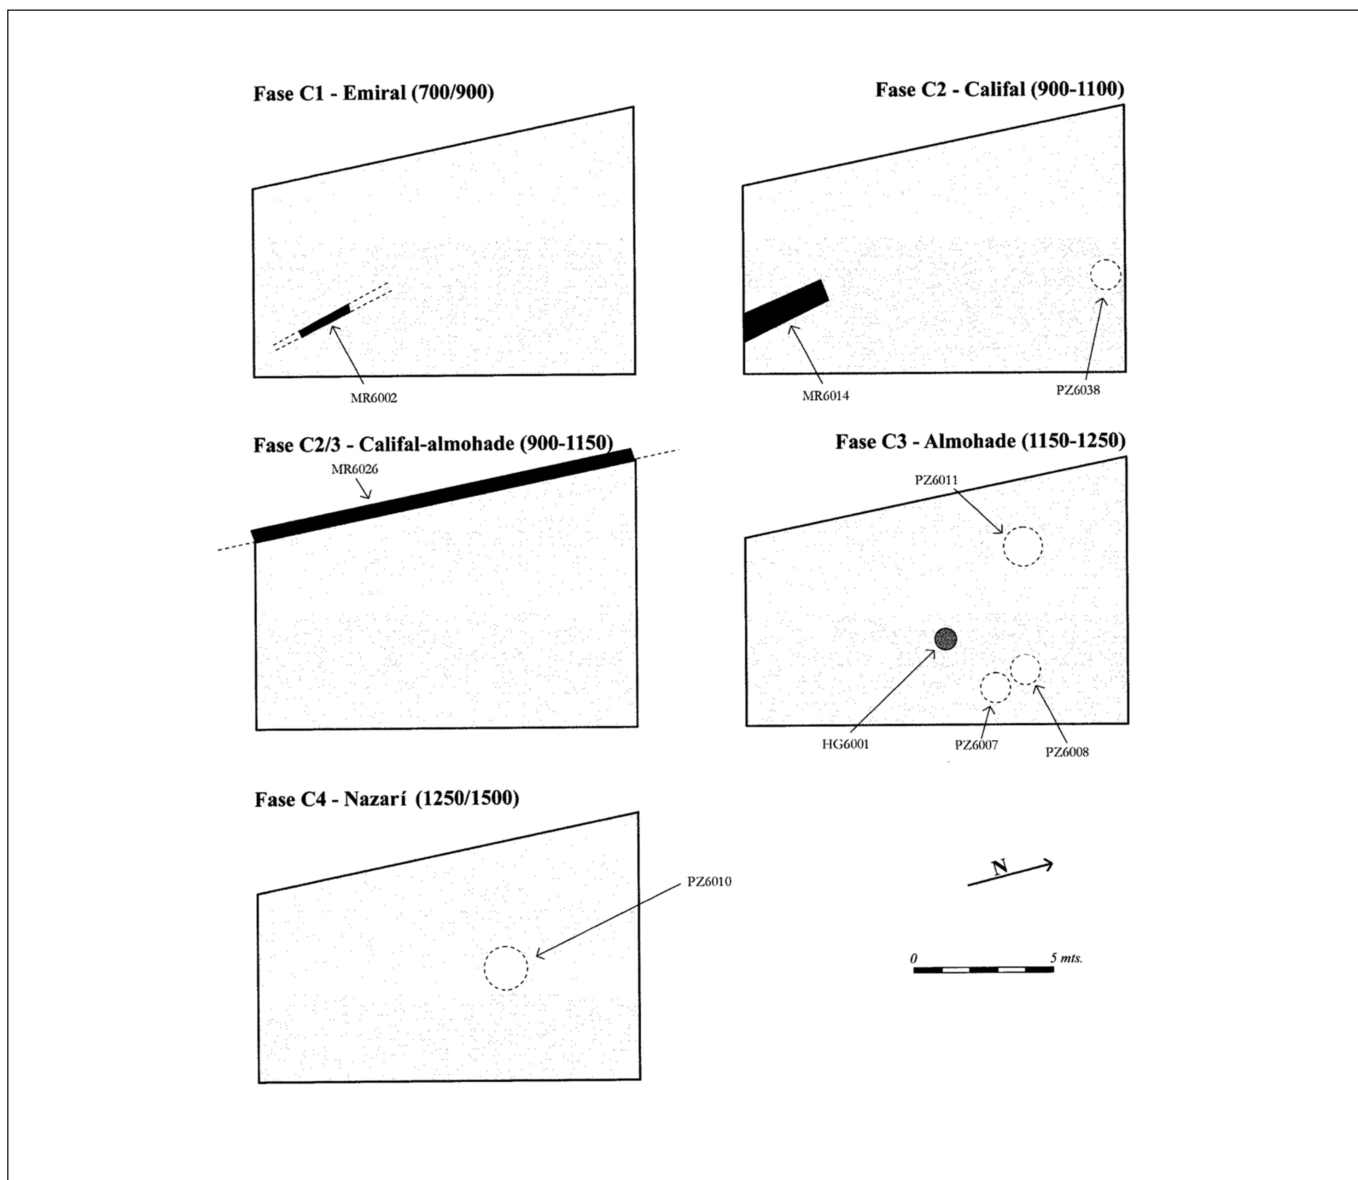 Fase C1 - Emiral (700/900)
MR6002
Fase C2 - Califal (900-1100)
MR6014
PZ6038
Fase C2/3 - Califal-almohade (900-1150)
MR6026
Fase C3 - Almohade (1150-1250)
PZ6011
HG6001
PZ6007
PZ6008
Fase C4 - Nazarí (1250/1500)
PZ6010
N
0 5 mts.